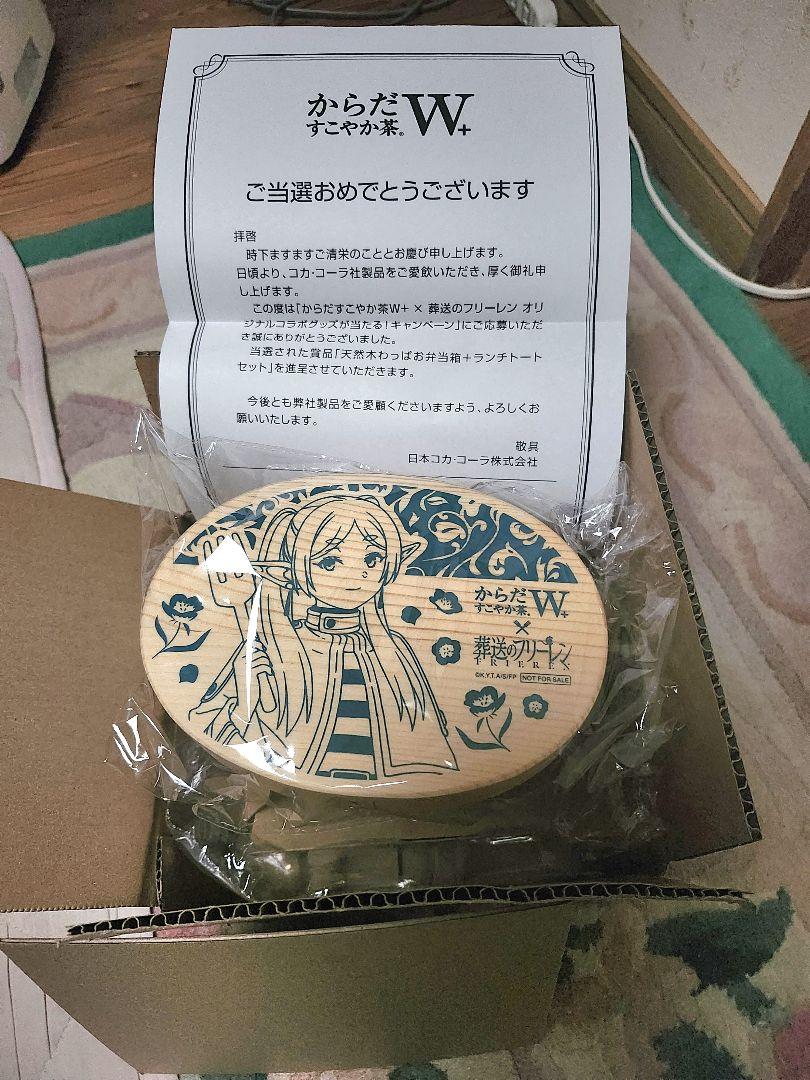 からだ
すこやか茶® W+
ご当選おめでとうございます
拝啓
時下ますますご清栄のこととお慶び申し上げます。
日頃より、コカ・コーラ社製品をご愛飲いただき、厚く御礼申
し上げます。
この度は「からだすこやか茶W+ × 葬送のフリーレン オリ
ジナルコラボグッズが当たる!キャンペーン」にご応募いただ
き誠にありがとうございました。
当選された賞品「天然木わっぱお弁当箱+ランチトート
セット」を進呈させていただきます。
今後とも弊社製品をご愛顧くださいますよう、よろしくお
願いいたします。
敬具
日本コカ・コーラ株式会社
からだ
すこやか茶® W+
×
葬送のフリーレン
FRIEREN
©K.Y,T.A/S/FP NOT FOR SALE